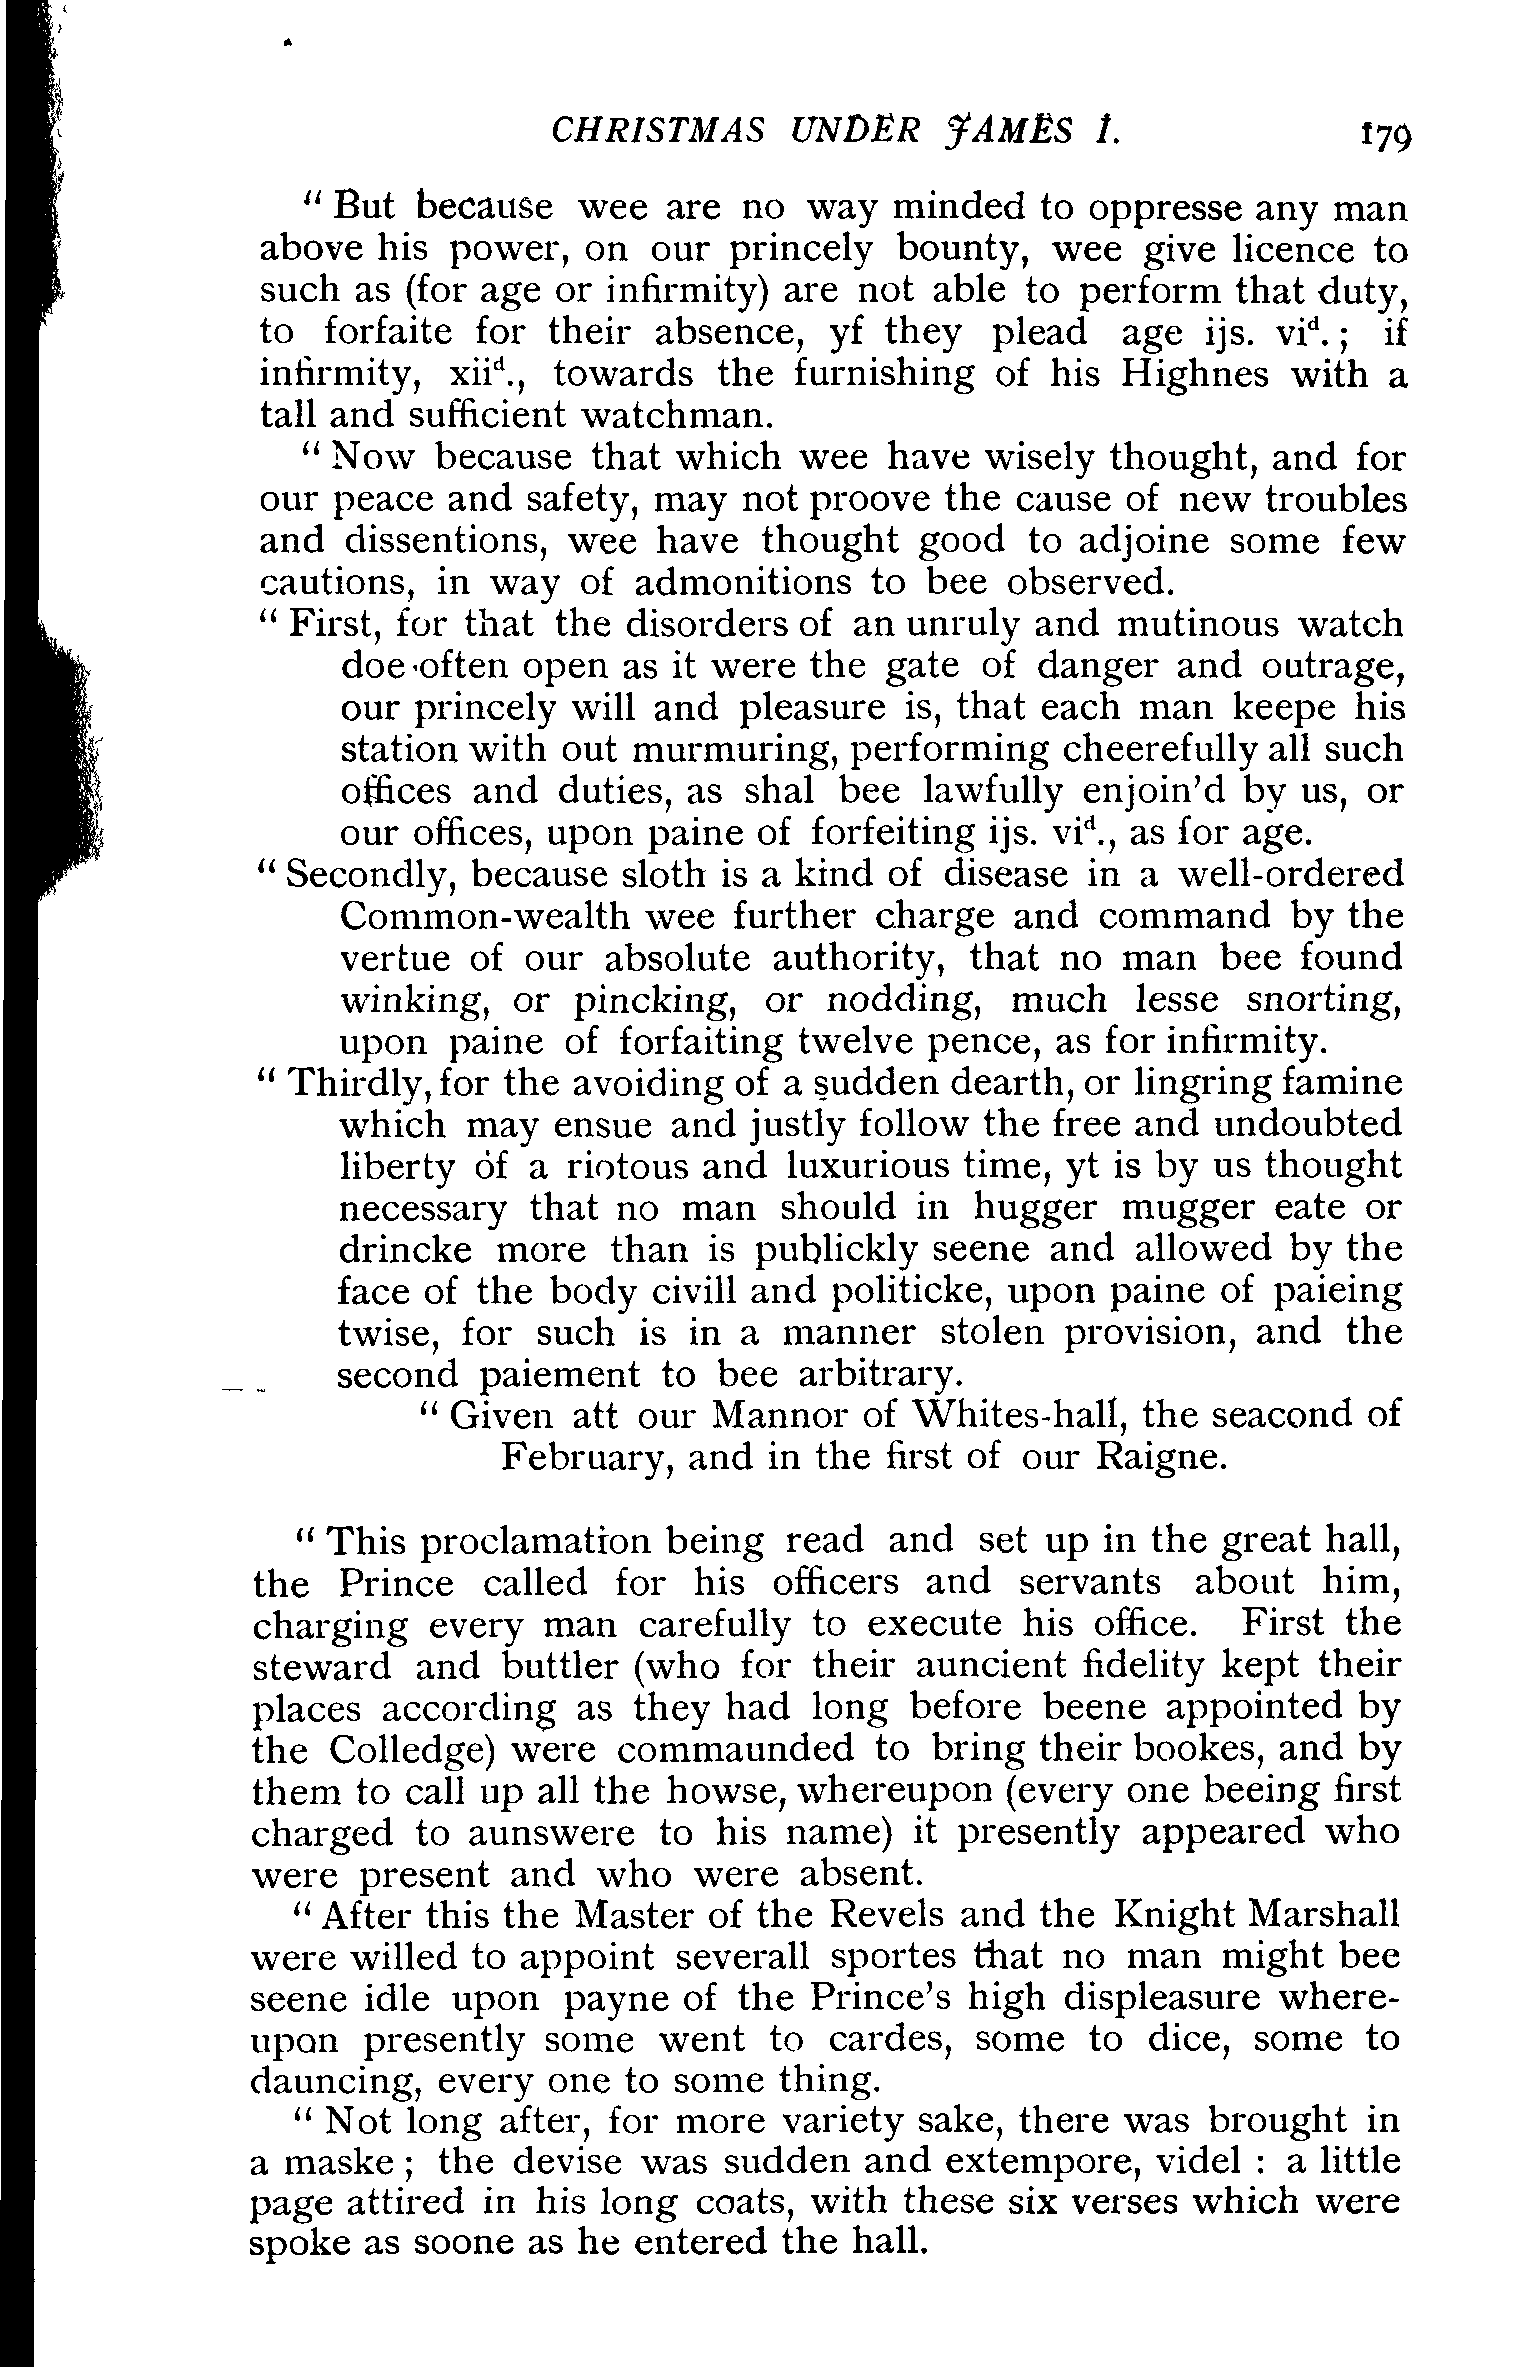 CHRISTMAS UNDER JAMES I. 179
“ But because wee are no way minded to oppresse any man
above his power, on our princely bounty, wee give licence to
such as (for age or infirmity) are not able to perform that duty,
to forfaite for their absence, yf they plead age ijs. viᵈ. ; if
infirmity, xiiᵈ., towards the furnishing of his Highnes with a
tall and sufficient watchman.
“ Now because that which wee have wisely thought, and for
our peace and safety, may not proove the cause of new troubles
and dissentions, wee have thought good to adjoine some few
cautions, in way of admonitions to bee observed.
“ First, for that the disorders of an unruly and mutinous watch
doe often open as it were the gate of danger and outrage,
our princely will and pleasure is, that each man keepe his
station with out murmuring, performing cheerefully all such
offices and duties, as shal bee lawfully enjoin’d by us, or
our offices, upon paine of forfeiting ijs. viᵈ., as for age.
“ Secondly, because sloth is a kind of disease in a well-ordered
Common-wealth wee further charge and command by the
vertue of our absolute authority, that no man bee found
winking, or pincking, or nodding, much lesse snorting,
upon paine of forfaiting twelve pence, as for infirmity.
“ Thirdly, for the avoiding of a sudden dearth, or lingring famine
which may ensue and justly follow the free and undoubted
liberty of a riotous and luxurious time, yt is by us thought
necessary that no man should in hugger mugger eate or
drincke more than is publickly seene and allowed by the
face of the body civill and politicke, upon paine of paieing
twise, for such is in a manner stolen provision, and the
second paiement to bee arbitrary.
“ Given att our Mannor of Whites-hall, the seacond of
February, and in the first of our Raigne.
“ This proclamation being read and set up in the great hall,
the Prince called for his officers and servants about him,
charging every man carefully to execute his office. First the
steward and buttler (who for their auncient fidelity kept their
places according as they had long before beene appointed by
the Colledge) were commaunded to bring their bookes, and by
them to call up all the howse, whereupon (every one beeing first
charged to aunswere to his name) it presently appeared who
were present and who were absent.
“ After this the Master of the Revels and the Knight Marshall
were willed to appoint severall sportes that no man might bee
seene idle upon payne of the Prince’s high displeasure where-
upon presently some went to cardes, some to dice, some to
dauncing, every one to some thing.
“ Not long after, for more variety sake, there was brought in
a maske ; the devise was sudden and extempore, videl : a little
page attired in his long coats, with these six verses which were
spoke as soone as he entered the hall.